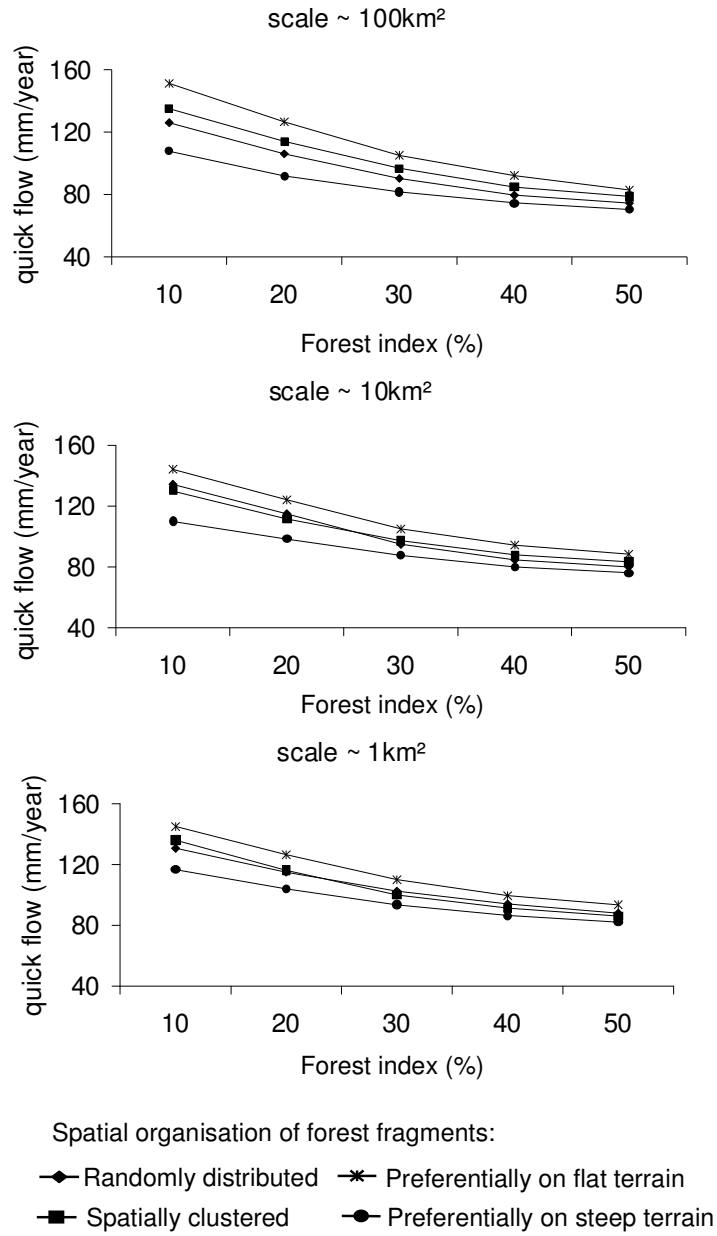 scale ~ 100km²
quick flow (mm/year)
160
120
80
40
10 20 30 40 50
Forest index (%)
scale ~ 10km²
quick flow (mm/year)
160
120
80
40
10 20 30 40 50
Forest index (%)
scale ~ 1km²
quick flow (mm/year)
160
120
80
40
10 20 30 40 50
Forest index (%)
Spatial organisation of forest fragments:
Randomly distributed Preferentially on flat terrain
Spatially clustered Preferentially on steep terrain